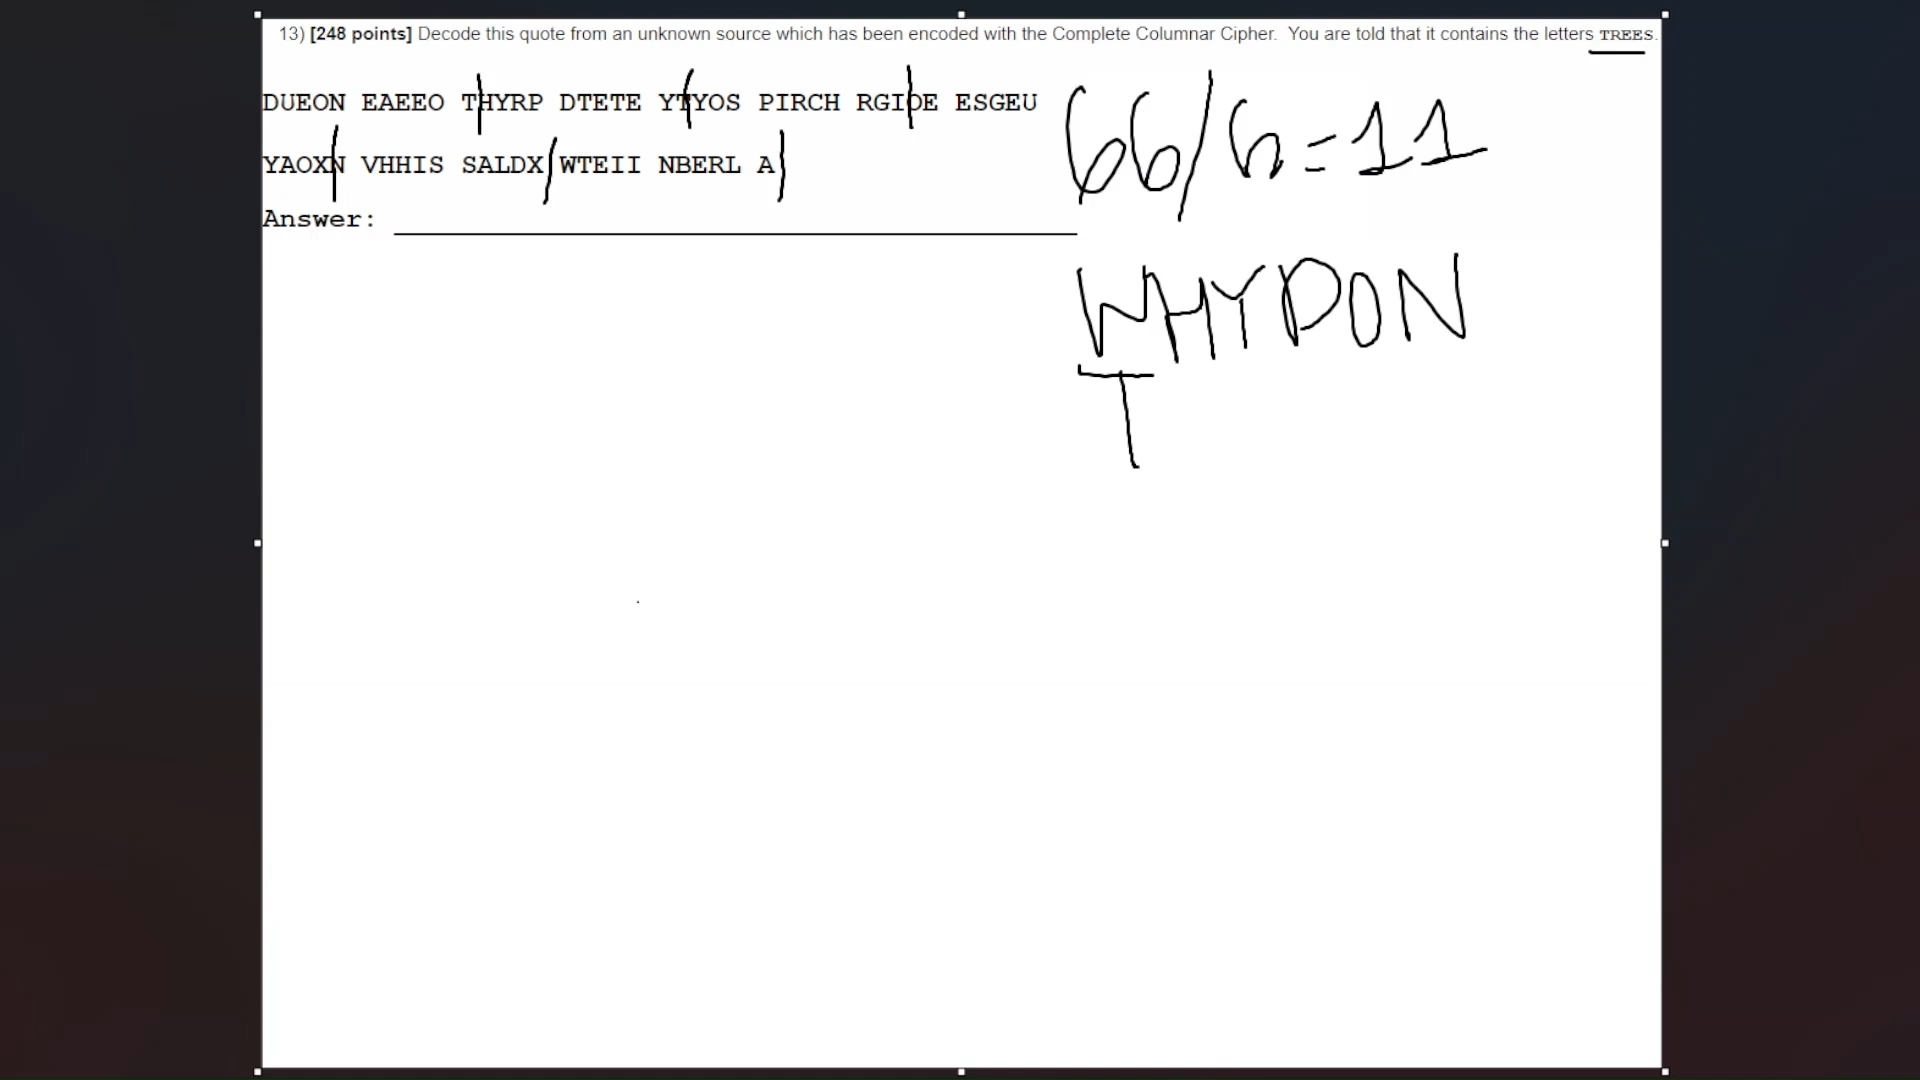 13) [248 points] Decode this quote from an unknown source which has been encoded with the Complete Columnar Cipher. You are told that it contains the letters TREES.
DUEON EAEEO THYRP DTETE YTYOS PIRCH RGIOE ESGEU
YAOXN VHHIS SALDX WTEII NBERL A
Answer:
66/6=11
WHYDON
T